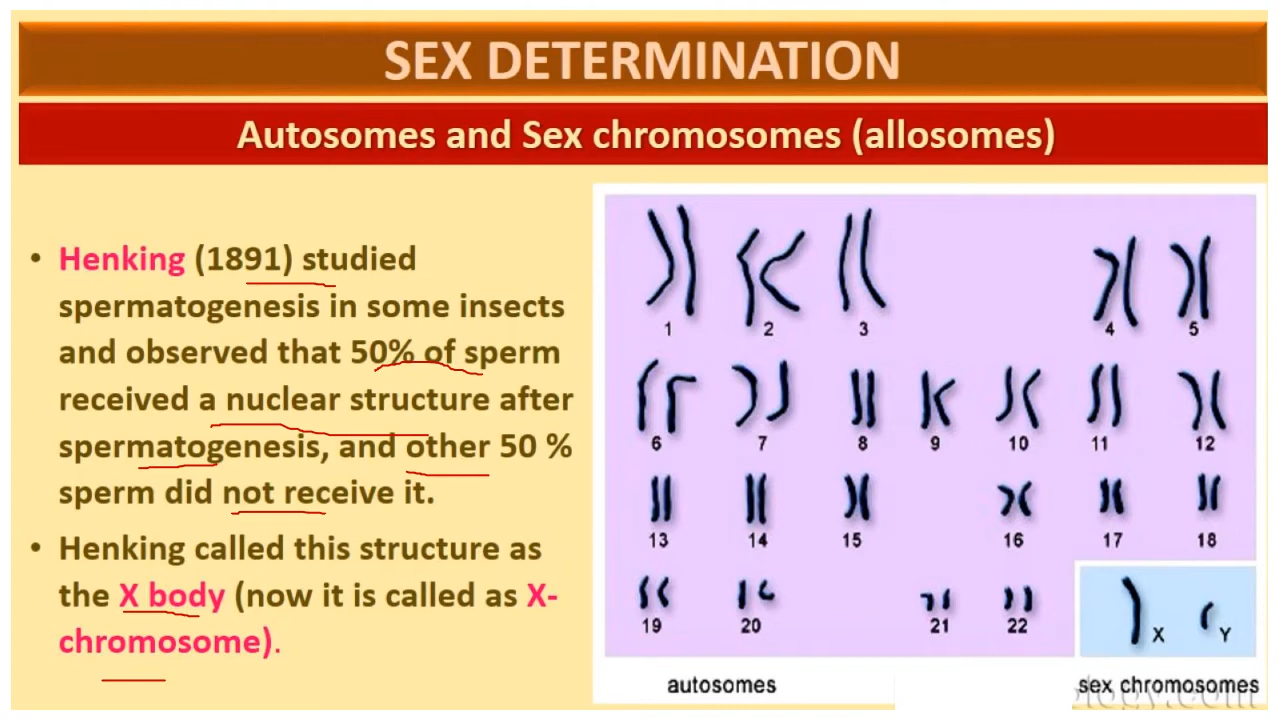 SEX DETERMINATION
Autosomes and Sex chromosomes (allosomes)
• Henking (1891) studied
spermatogenesis in some insects
and observed that 50% of sperm
received a nuclear structure after
spermatogenesis, and other 50 %
sperm did not receive it.
• Henking called this structure as
the X body (now it is called as X-
chromosome).
1 2 3 4 5
6 7 8 9 10 11 12
13 14 15 16 17 18
19 20 21 22 X Y
autosomes sex chromosomes